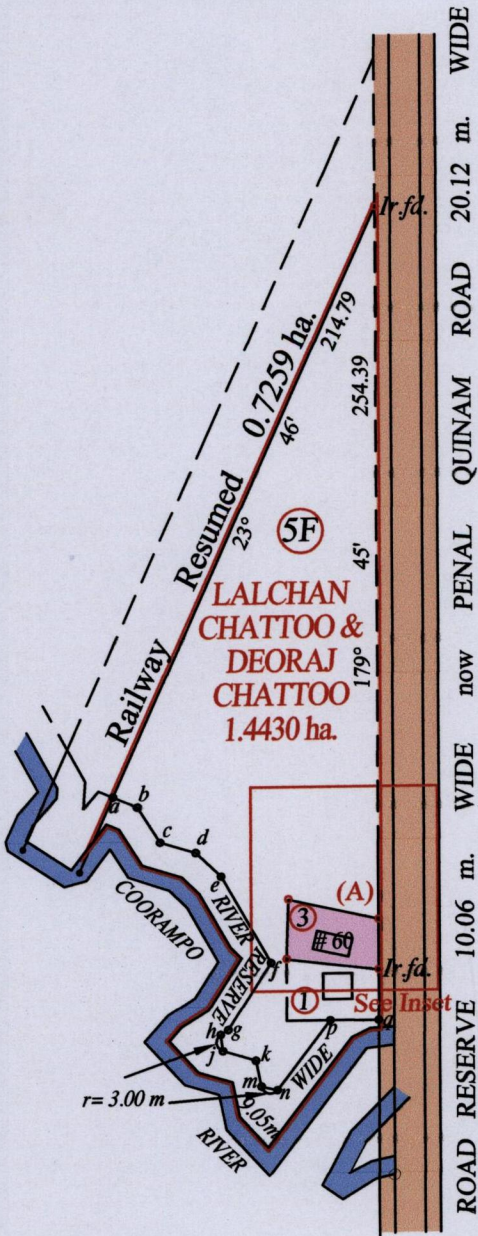 ROAD RESERVE 10.06 m. WIDE now PENAL QUINAM ROAD 20.12 m. WIDE
Ir.fd.
Railway Resumed 0.7259 ha.
23° 46' 214.79
179° 45' 254.39
5F
LALCHAN
CHATTOO &
DEORAJ
CHATTOO
1.4430 ha.
a
b
c
d
e
f
g
h
j
k
m
n
p
q
COORAMPO
RIVER
RIVER RESERVE
WIDE
(A)
3
# 60
Ir.fd.
1
See Inset
r= 3.00 m